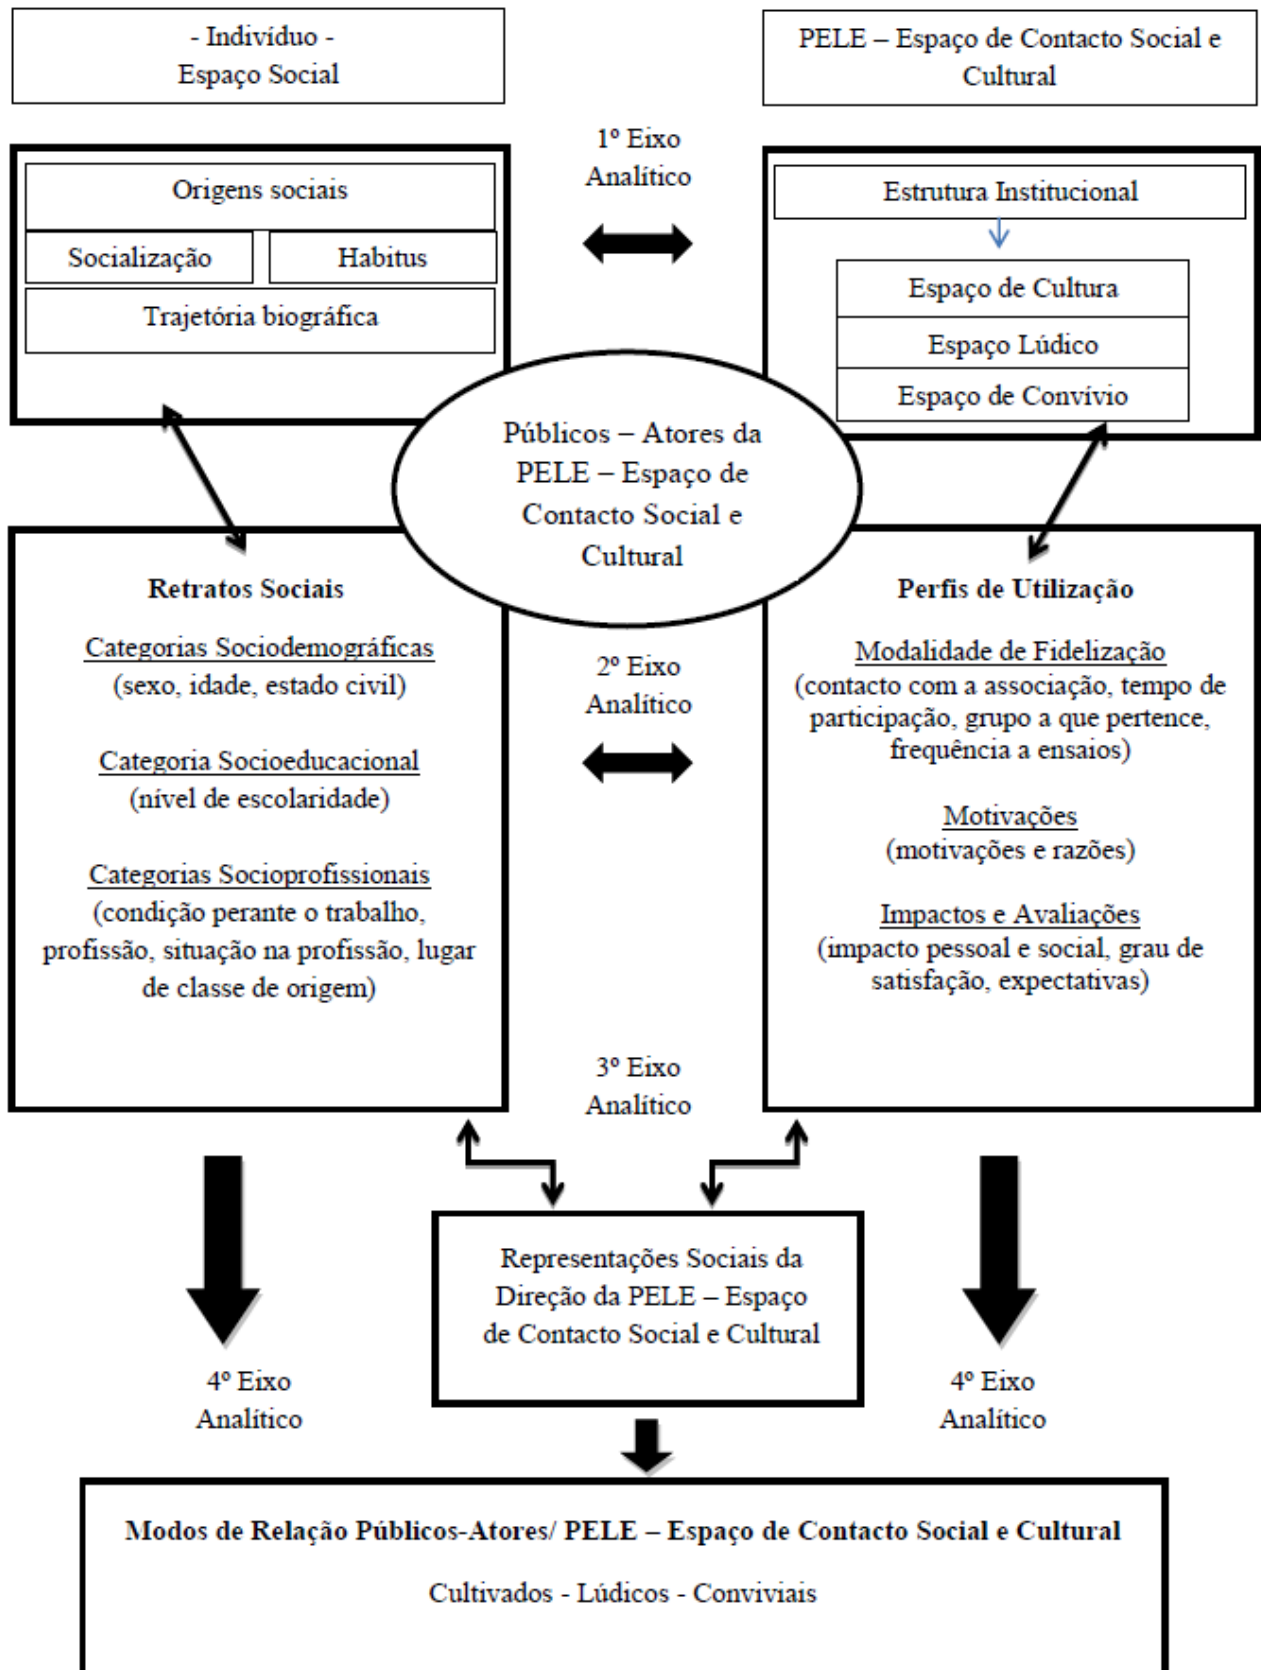 - Indivíduo -
Espaço Social
PELE – Espaço de Contacto Social e
Cultural
1º Eixo
Analítico
Origens sociais
Socialização
Habitus
Trajetória biográfica
Estrutura Institucional
Espaço de Cultura
Espaço Lúdico
Espaço de Convívio
Públicos – Atores da
PELE – Espaço de
Contacto Social e
Cultural
Retratos Sociais
Categorias Sociodemográficas
(sexo, idade, estado civil)
Categoria Socioeducacional
(nível de escolaridade)
Categorias Socioprofissionais
(condição perante o trabalho,
profissão, situação na profissão, lugar
de classe de origem)
2º Eixo
Analítico
Perfis de Utilização
Modalidade de Fidelização
(contacto com a associação, tempo de
participação, grupo a que pertence,
frequência a ensaios)
Motivações
(motivações e razões)
Impactos e Avaliações
(impacto pessoal e social, grau de
satisfação, expectativas)
3º Eixo
Analítico
Representações Sociais da
Direção da PELE – Espaço
de Contacto Social e Cultural
4º Eixo
Analítico
4º Eixo
Analítico
Modos de Relação Públicos-Atores/ PELE – Espaço de Contacto Social e Cultural
Cultivados - Lúdicos - Conviviais